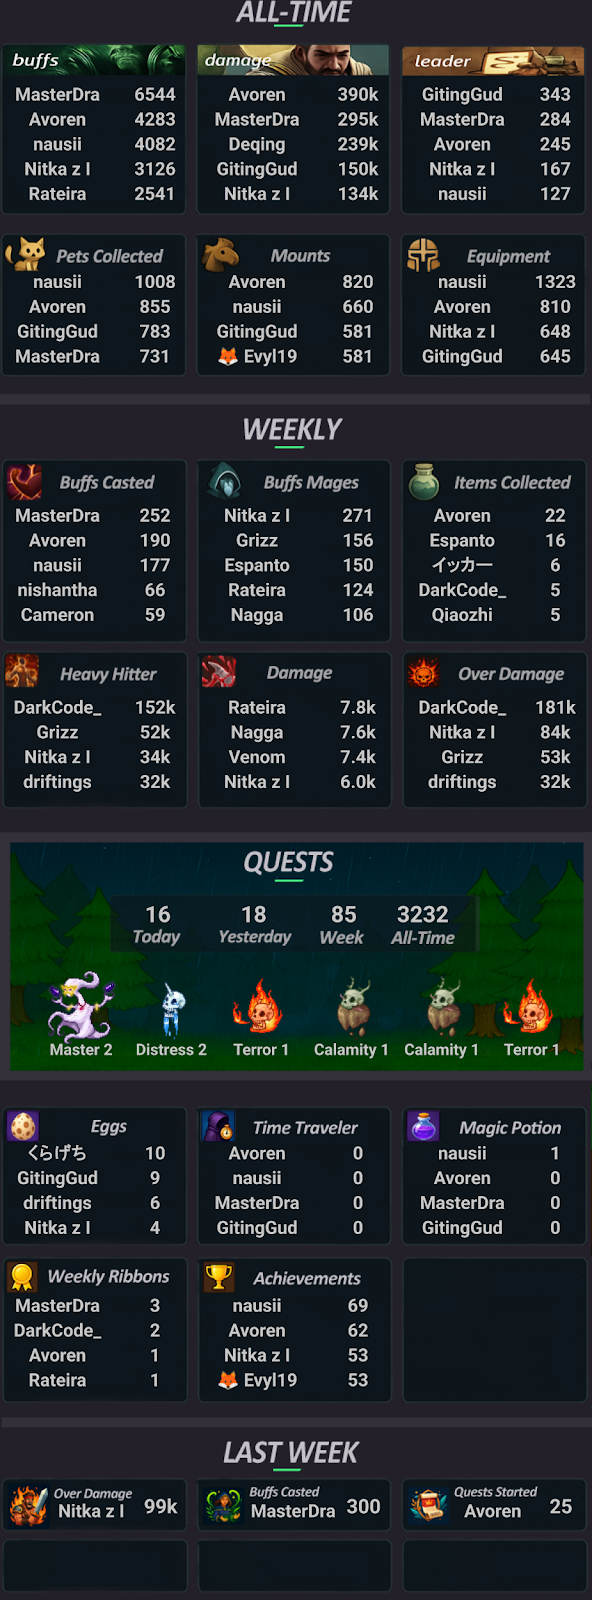 ALL-TIME
buffs
MasterDra 6544
Avoren 4283
nausii 4082
Nitka z I 3126
Rateira 2541
damage
Avoren 390k
MasterDra 295k
Deqing 239k
GitingGud 150k
Nitka z I 134k
leader
GitingGud 343
MasterDra 284
Avoren 245
Nitka z I 167
nausii 127
Pets Collected
nausii 1008
Avoren 855
GitingGud 783
MasterDra 731
Mounts
Avoren 820
nausii 660
GitingGud 581
🦊 Evyl19 581
Equipment
nausii 1323
Avoren 810
Nitka z I 648
GitingGud 645
WEEKLY
Buffs Casted
MasterDra 252
Avoren 190
nausii 177
nishantha 66
Cameron 59
Buffs Mages
Nitka z I 271
Grizz 156
Espanto 150
Rateira 124
Nagga 106
Items Collected
Avoren 22
Espanto 16
イッカー 6
DarkCode_ 5
Qiaozhi 5
Heavy Hitter
DarkCode_ 152k
Grizz 52k
Nitka z I 34k
driftings 32k
Damage
Rateira 7.8k
Nagga 7.6k
Venom 7.4k
Nitka z I 6.0k
Over Damage
DarkCode_ 181k
Nitka z I 84k
Grizz 53k
driftings 32k
QUESTS
16 18 85 3232
Today Yesterday Week All-Time
Master 2 Distress 2 Terror 1 Calamity 1 Calamity 1 Terror 1
Eggs
くらげち 10
GitingGud 9
driftings 6
Nitka z I 4
Time Traveler
Avoren 0
nausii 0
MasterDra 0
GitingGud 0
Magic Potion
nausii 1
Avoren 0
MasterDra 0
GitingGud 0
Weekly Ribbons
MasterDra 3
DarkCode_ 2
Avoren 1
Rateira 1
Achievements
nausii 69
Avoren 62
Nitka z I 53
🦊 Evyl19 53
LAST WEEK
Over Damage
Nitka z I 99k
Buffs Casted
MasterDra 300
Quests Started
Avoren 25